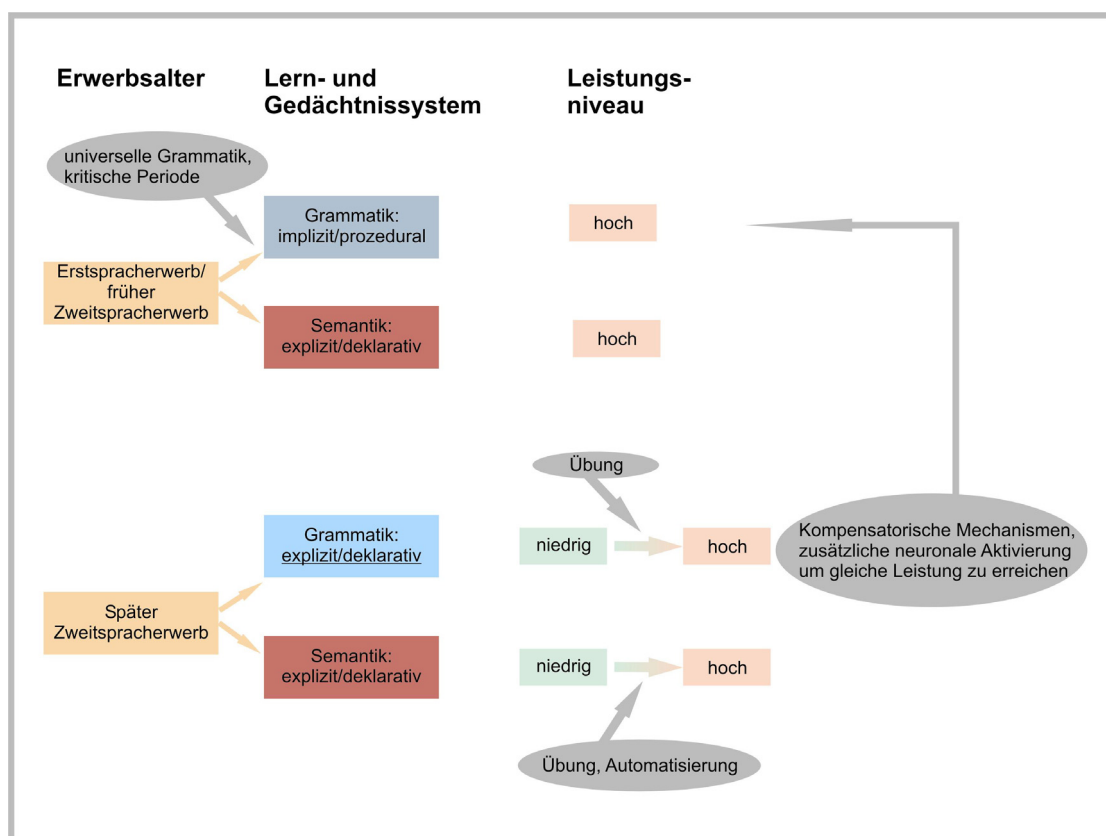 Erwerbsalter
Lern- und
Gedächtnissystem
Leistungs-
niveau
universelle Grammatik,
kritische Periode
Grammatik:
implizit/prozedural
hoch
Erstspracherwerb/
früher
Zweitspracherwerb
Semantik:
explizit/deklarativ
hoch
Übung
Grammatik:
explizit/deklarativ
niedrig
hoch
Kompensatorische Mechanismen,
zusätzliche neuronale Aktivierung
um gleiche Leistung zu erreichen
Später
Zweitspracherwerb
Semantik:
explizit/deklarativ
niedrig
hoch
Übung, Automatisierung